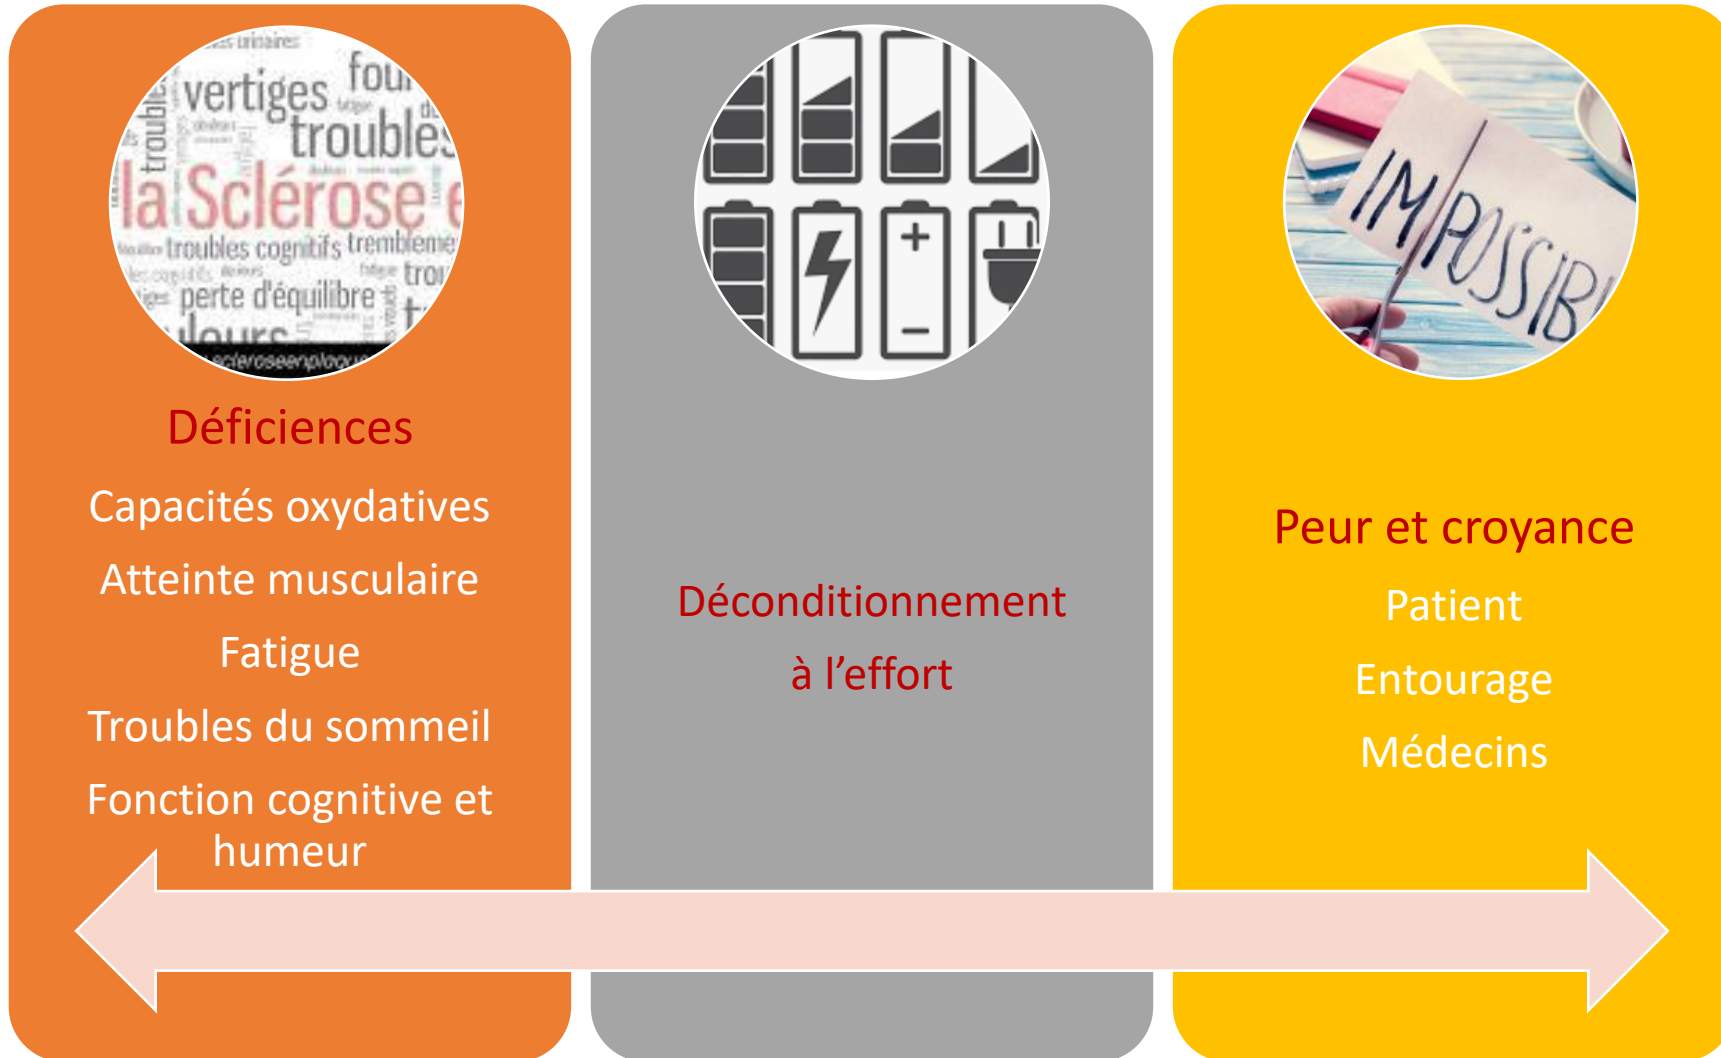 vertiges
troubles
la Sclérose
troubles cognitifs
perte d'équilibre
Déficiences
Capacités oxydatives
Atteinte musculaire
Fatigue
Troubles du sommeil
Fonction cognitive et
humeur
+
-
Déconditionnement
à l'effort
IMPOSSIB
Peur et croyance
Patient
Entourage
Médecins